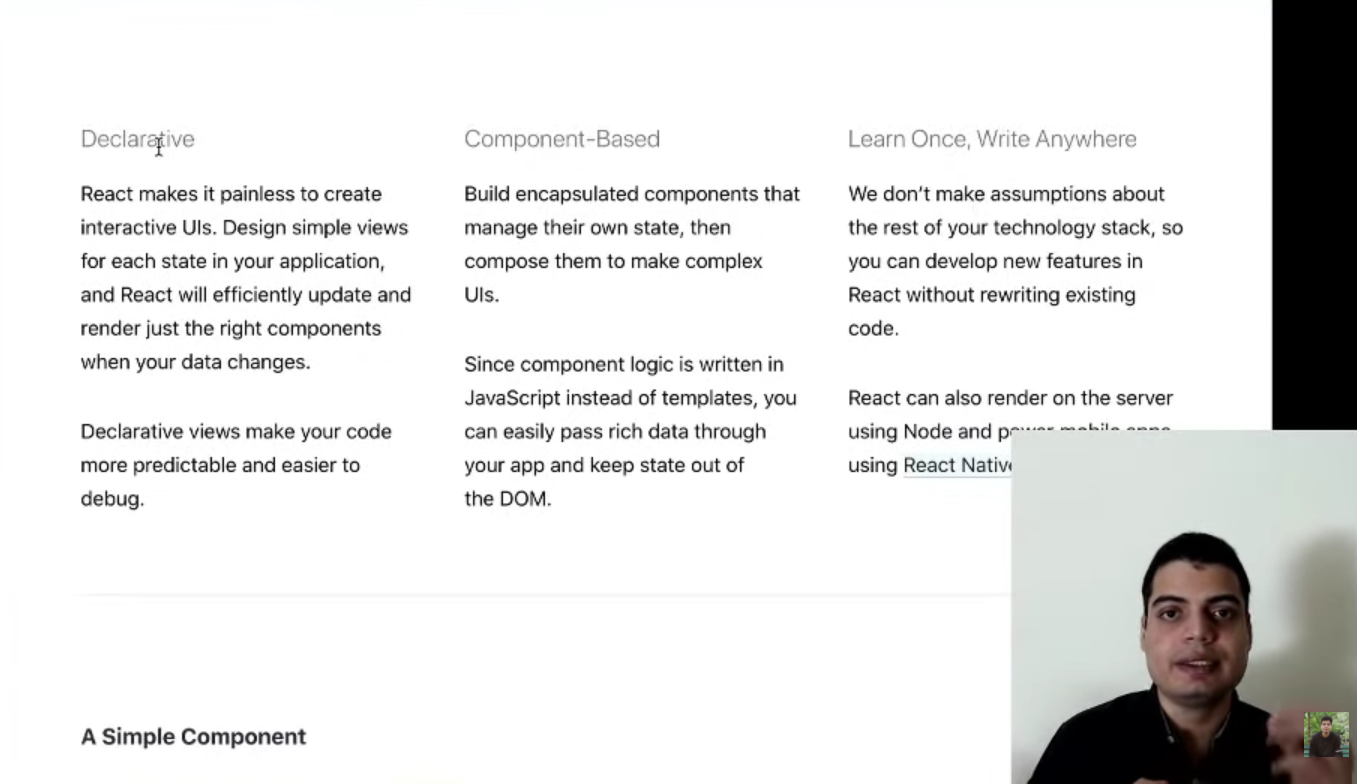 Declarative
React makes it painless to create
interactive UIs. Design simple views
for each state in your application,
and React will efficiently update and
render just the right components
when your data changes.
Declarative views make your code
more predictable and easier to
debug.
Component-Based
Build encapsulated components that
manage their own state, then
compose them to make complex
UIs.
Since component logic is written in
JavaScript instead of templates, you
can easily pass rich data through
your app and keep state out of
the DOM.
Learn Once, Write Anywhere
We don't make assumptions about
the rest of your technology stack, so
you can develop new features in
React without rewriting existing
code.
React can also render on the server
using Node and power mobile apps
using React Native
A Simple Component